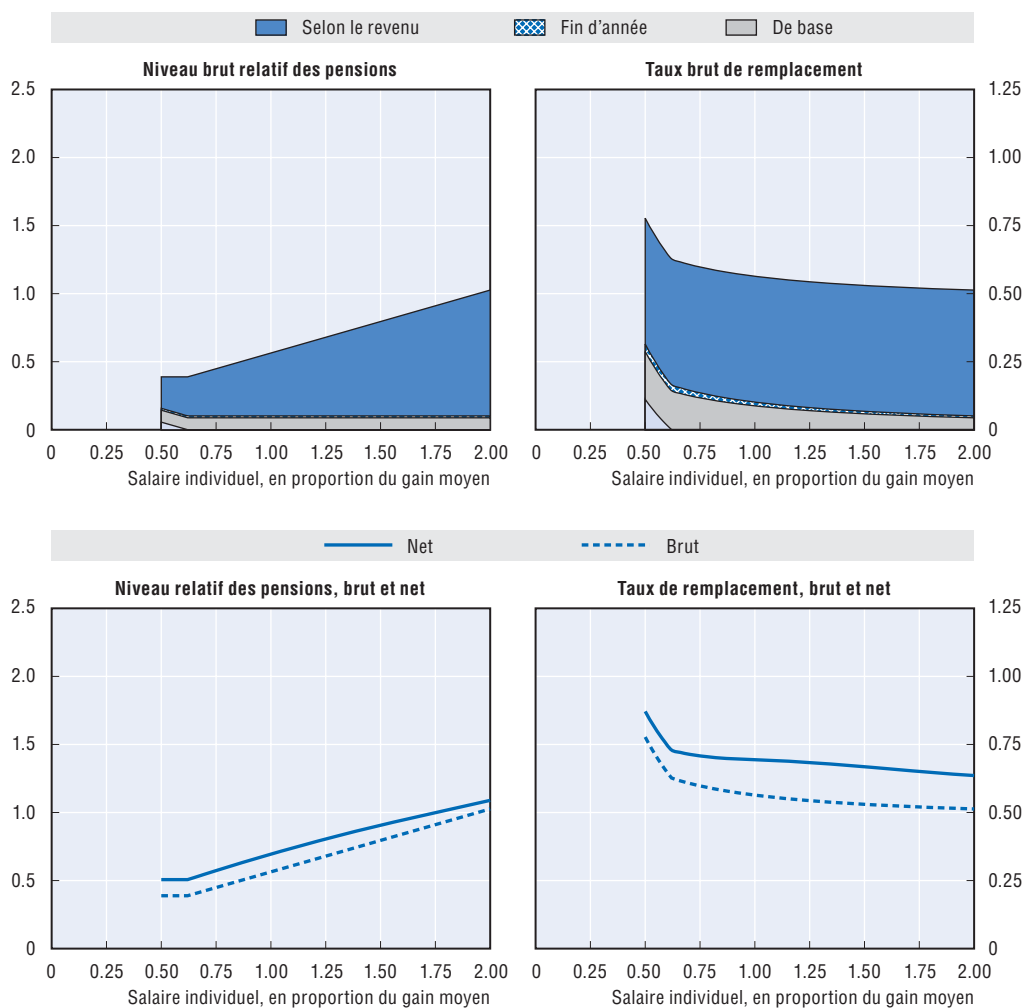 Selon le revenu Fin d'année De base
Niveau brut relatif des pensions Taux brut de remplacement
2.5 1.25
2.0 1.00
1.5 0.75
1.0 0.50
0.5 0.25
0 0
0 0.25 0.50 0.75 1.00 1.25 1.50 1.75 2.00 0 0.25 0.50 0.75 1.00 1.25 1.50 1.75 2.00
Salaire individuel, en proportion du gain moyen Salaire individuel, en proportion du gain moyen
Net Brut
Niveau relatif des pensions, brut et net Taux de remplacement, brut et net
2.5 1.25
2.0 1.00
1.5 0.75
1.0 0.50
0.5 0.25
0 0
0 0.25 0.50 0.75 1.00 1.25 1.50 1.75 2.00 0 0.25 0.50 0.75 1.00 1.25 1.50 1.75 2.00
Salaire individuel, en proportion du gain moyen Salaire individuel, en proportion du gain moyen